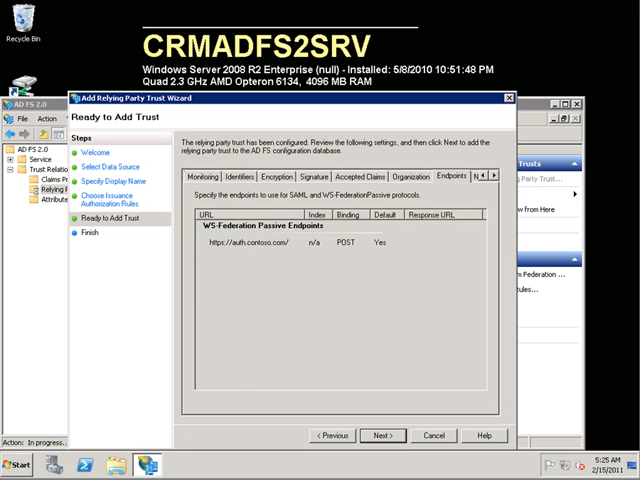 Recycle Bin
CRMADFS2SRV
Windows Server 2008 R2 Enterprise (null) - Installed: 5/8/2010 10:51:48 PM
Quad 2.3 GHz AMD Opteron 6134, 4096 MB RAM
AD FS 2.0
File Action
AD FS 2.0
Service
Trust Relation
Claims Pr
Relying P
Attribute
Action: In progress...
Add Relying Party Trust Wizard
Ready to Add Trust
Steps
Welcome
Select Data Source
Specify Display Name
Choose Issuance
Authorization Rules
Ready to Add Trust
Finish
The relying party trust has been configured. Review the following settings, and then click Next to add the
relying party trust to the AD FS configuration database.
Monitoring Identifiers Encryption Signature Accepted Claims Organization Endpoints N
Specify the endpoints to use for SAML and WS-FederationPassive protocols.
URL Index Binding Default Response URL
WS-Federation Passive Endpoints
https://auth.contoso.com/ n/a POST Yes
< Previous Next > Cancel Help
Trusts
rty Trust...
w from Here
m Federation ...
ules...
Start
5:25 AM
2/15/2011